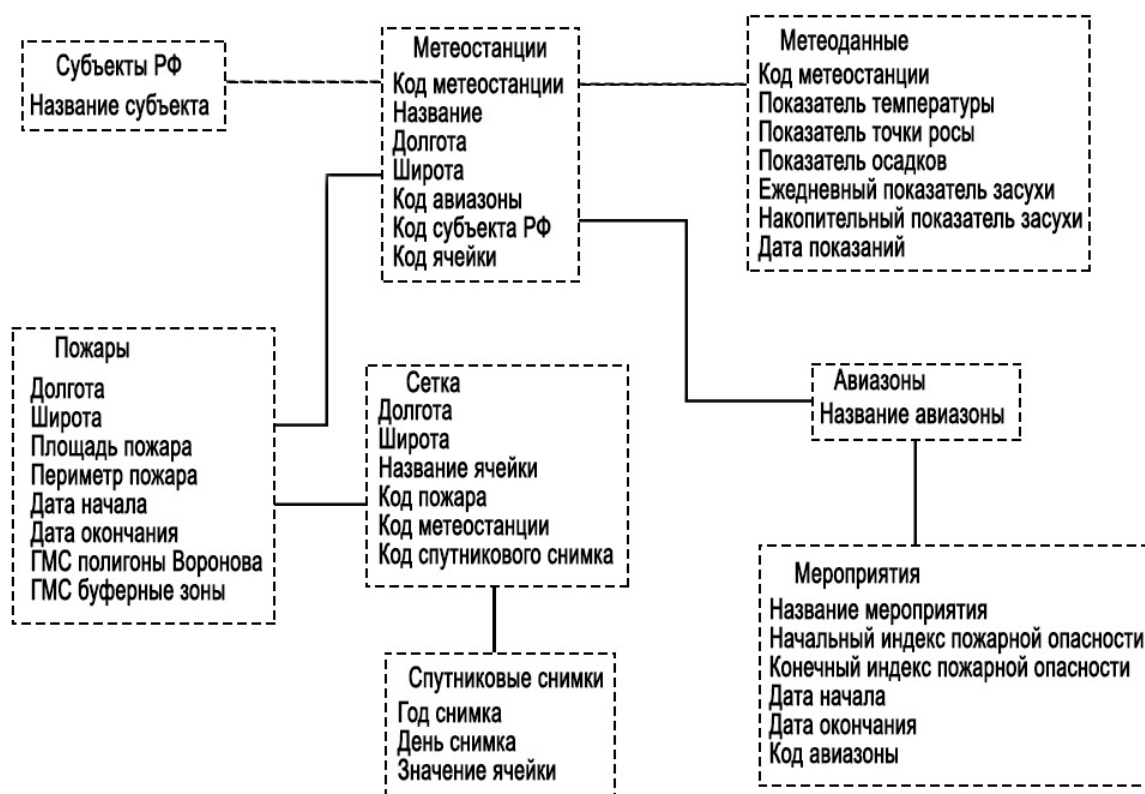 Субъекты РФ
Название субъекта
Метеостанции
Код метеостанции
Название
Долгота
Широта
Код авиазоны
Код субъекта РФ
Код ячейки
Метеоданные
Код метеостанции
Показатель температуры
Показатель точки росы
Показатель осадков
Ежедневный показатель засухи
Накопительный показатель засухи
Дата показаний
Пожары
Долгота
Широта
Площадь пожара
Периметр пожара
Дата начала
Дата окончания
ГМС полигоны Воронова
ГМС буферные зоны
Сетка
Долгота
Широта
Название ячейки
Код пожара
Код метеостанции
Код спутникового снимка
Авиазоны
Название авиазоны
Спутниковые снимки
Год снимка
День снимка
Значение ячейки
Мероприятия
Название мероприятия
Начальный индекс пожарной опасности
Конечный индекс пожарной опасности
Дата начала
Дата окончания
Код авиазоны